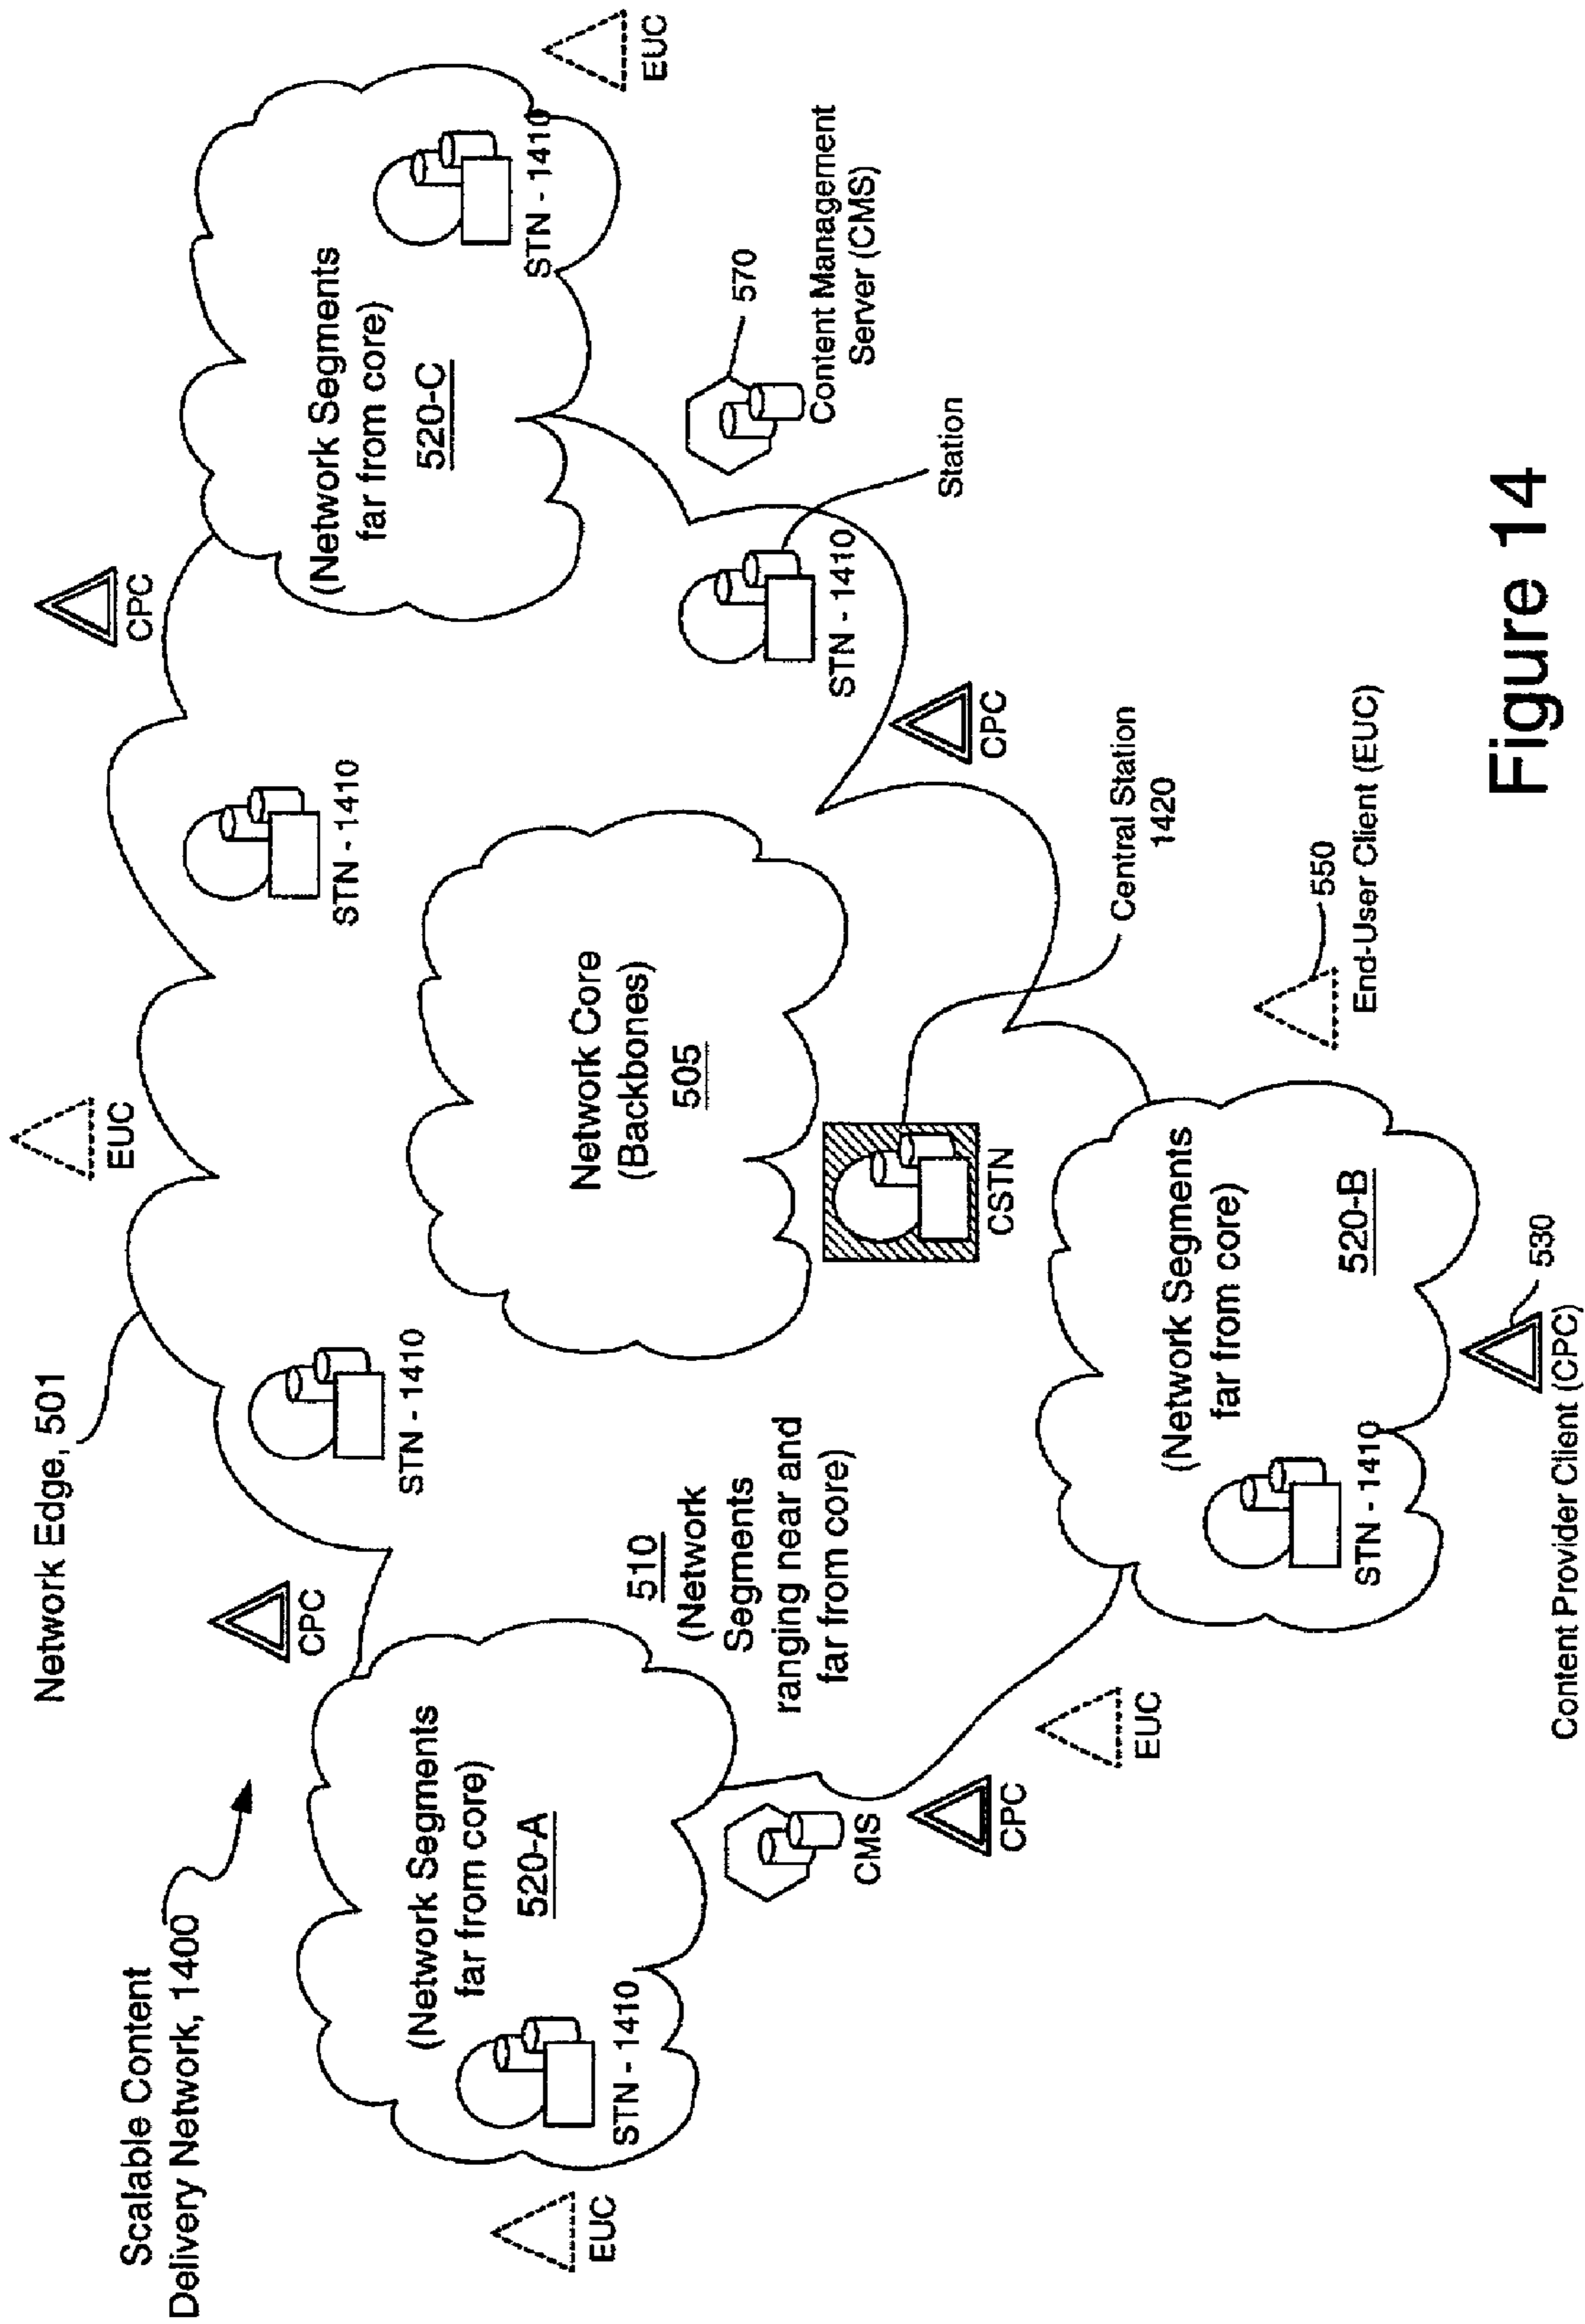 Scalable Content
Delivery Network, 1400
Network Edge, 501
EUC
CPC
EUC
CPC
EUC
(Network Segments
far from core)
520-A
STN - 1410
STN - 1410
STN - 1410
(Network Segments
far from core)
520-C
STN - 1410
510
(Network
Segments
ranging near and
far from core)
Network Core
(Backbones)
505
CMS
CPC
EUC
CSTN
Central Station
1420
STN - 1410
CPC
Station
570
Content Management
Server (CMS)
(Network Segments
far from core)
520-B
STN - 1410
550
End-User Client (EUC)
530
Content Provider Client (CPC)
Figure 14